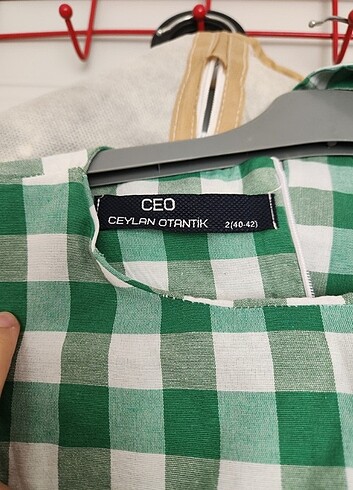 CEO
CEYLAN OTANTİK 2(40-42)